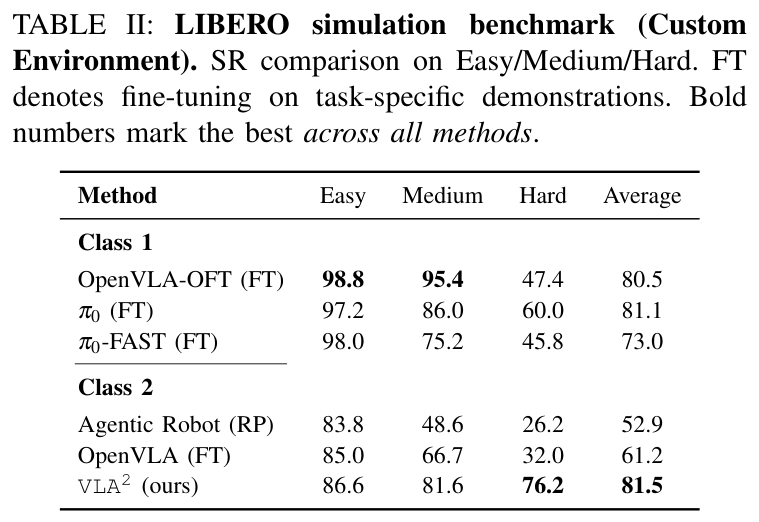 TABLE II: LIBERO simulation benchmark (Custom
Environment). SR comparison on Easy/Medium/Hard. FT
denotes fine-tuning on task-specific demonstrations. Bold
numbers mark the best across all methods.
Method Easy Medium Hard Average
Class 1
OpenVLA-OFT (FT) 98.8 95.4 47.4 80.5
π₀ (FT) 97.2 86.0 60.0 81.1
π₀-FAST (FT) 98.0 75.2 45.8 73.0
Class 2
Agentic Robot (RP) 83.8 48.6 26.2 52.9
OpenVLA (FT) 85.0 66.7 32.0 61.2
VLA² (ours) 86.6 81.6 76.2 81.5